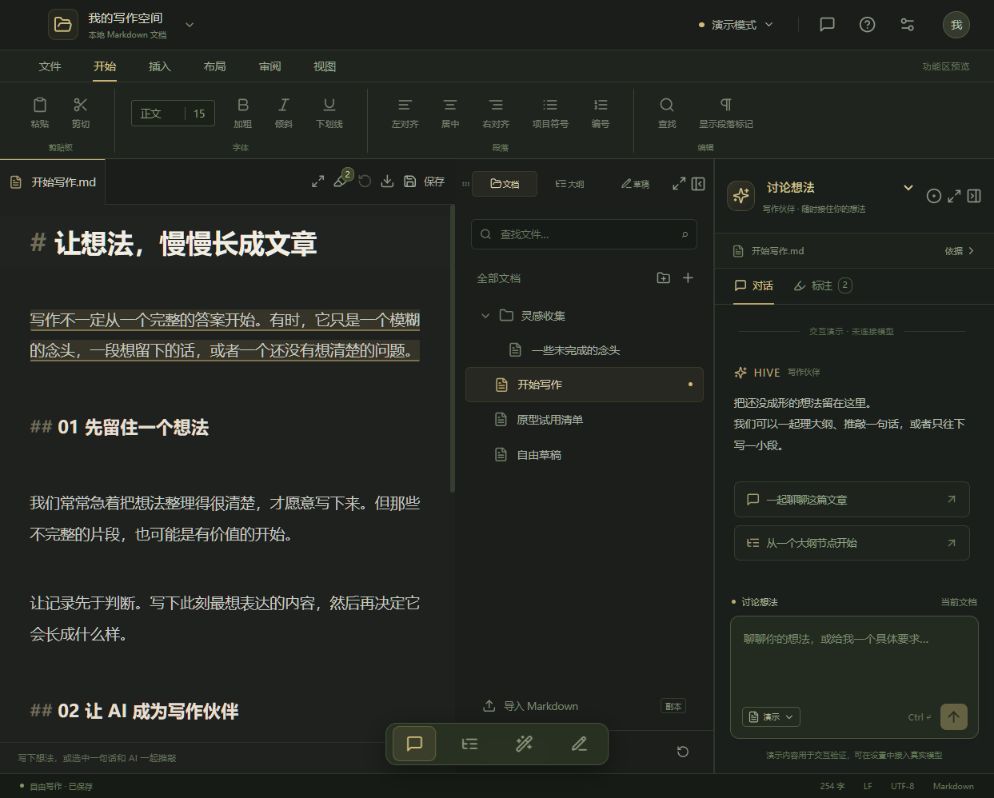 我的写作空间
本地 Markdown 文档
演示模式
我
文件 开始 插入 布局 审阅 视图
功能区预览
粘贴 剪切
剪贴板
正文 15
加粗 倾斜 下划线
字体
左对齐 居中 右对齐 项目符号 编号
段落
查找 显示段落标记
编辑
开始写作.md
2
保存
# 让想法，慢慢长成文章
写作不一定从一个完整的答案开始。有时，它只是一个模糊
的念头，一段想留下的话，或者一个还没有想清楚的问题。
## 01 先留住一个想法
我们常常急着把想法整理得很清楚，才愿意写下来。但那些
不完整的片段，也可能是有价值的开始。
让记录先于判断。写下此刻最想表达的内容，然后再决定它
会长成什么样。
## 02 让 AI 成为写作伙伴
写下想法，或选中一句话和 AI 一起推敲
文档 大纲 草稿
查找文件...
全部文档
灵感收集
一些未完成的念头
开始写作
原型试用清单
自由草稿
导入 Markdown
副本
讨论想法
写作伙伴 · 随时接住你的想法
开始写作.md
依据
对话 标注 2
交互演示 · 未连接模型
HIVE 写作伙伴
把还没成形的想法留在这里。
我们可以一起理大纲、推敲一句话，或者只往下
写一小段。
一起聊聊这篇文章
从一个大纲节点开始
讨论想法
当前文档
聊聊你的想法，或给我一个具体要求...
演示
Ctrl ↵
演示内容用于交互验证，可在设置中接入真实模型
自由写作 · 已保存
254 字 LF UTF-8 Markdown